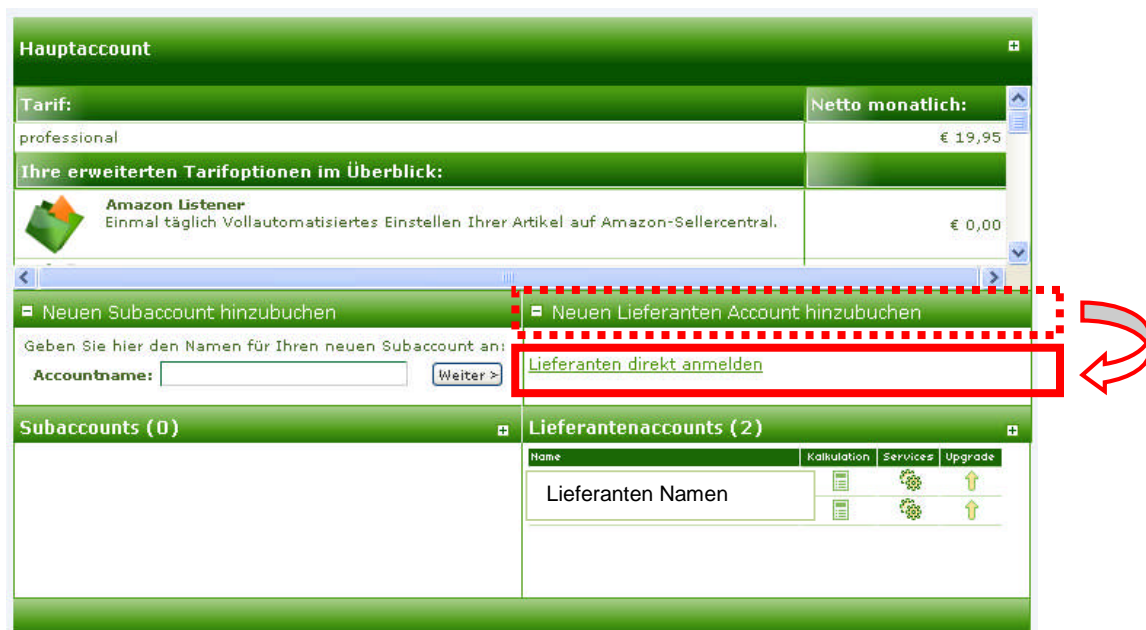 Hauptaccount
Tarif:
Netto monatlich:
professional
€ 19,95
Ihre erweiterten Tarifoptionen im Überblick:
Amazon Listener
Einmal täglich Vollautomatisiertes Einstellen Ihrer Artikel auf Amazon-Sellercentral.
€ 0,00
Neuen Subaccount hinzubuchen
Geben Sie hier den Namen für Ihren neuen Subaccount an:
Accountname:
Weiter >
Neuen Lieferanten Account hinzubuchen
Lieferanten direkt anmelden
Subaccounts (0)
Lieferantenaccounts (2)
Name Kalkulation Services Upgrade
Lieferanten Namen